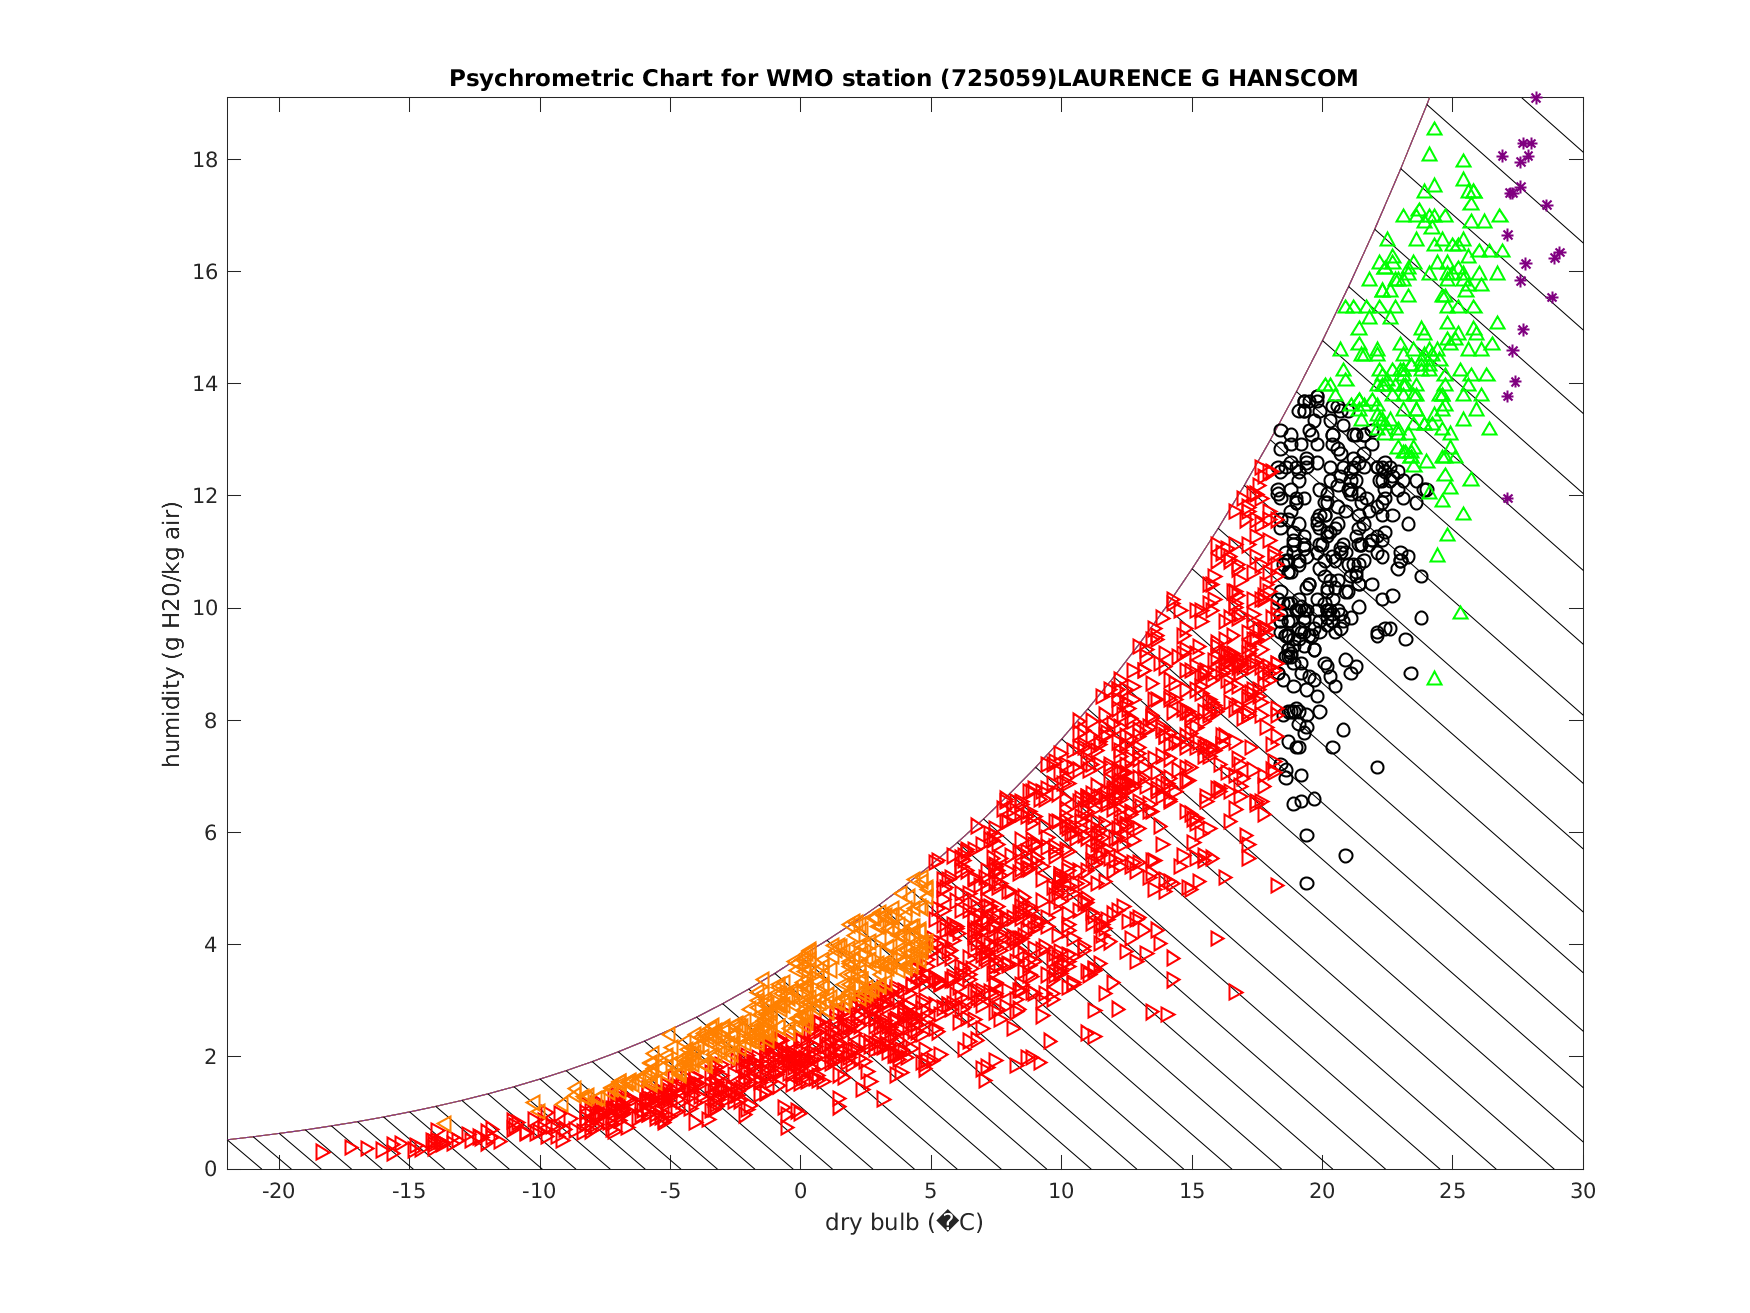 Psychrometric Chart for WMO station (725059)LAURENCE G HANSCOM
18
16
14
12
10
8
6
4
2
0
humidity (g H20/kg air)
-20 -15 -10 -5 0 5 10 15 20 25 30
dry bulb (�C)